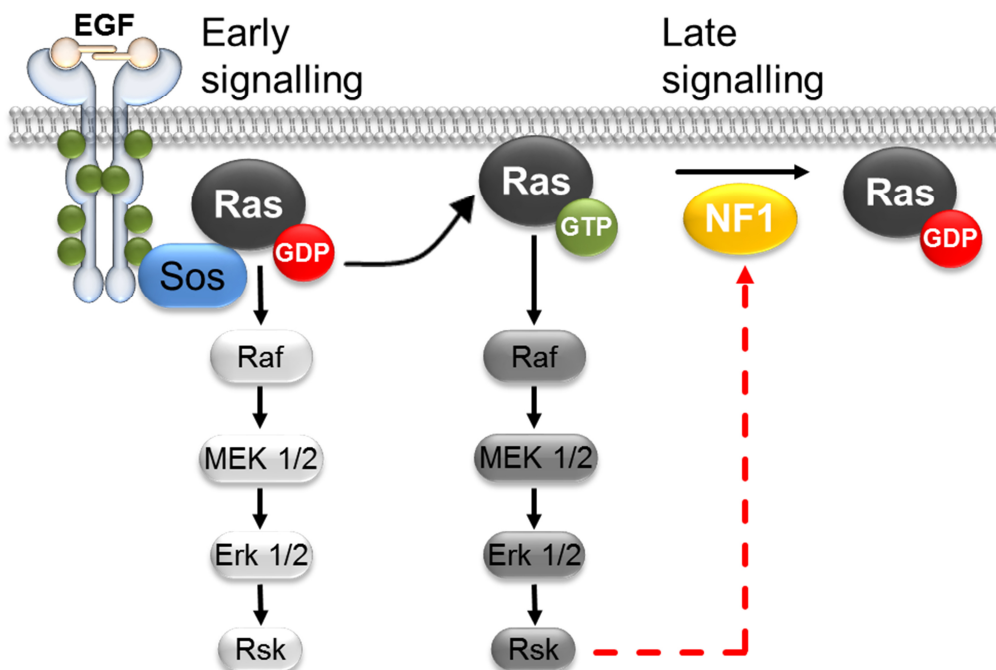 EGF
Early
signalling
Late
signalling
Ras
GDP
Sos
Raf
MEK 1/2
Erk 1/2
Rsk
Ras
GTP
Raf
MEK 1/2
Erk 1/2
Rsk
NF1
Ras
GDP